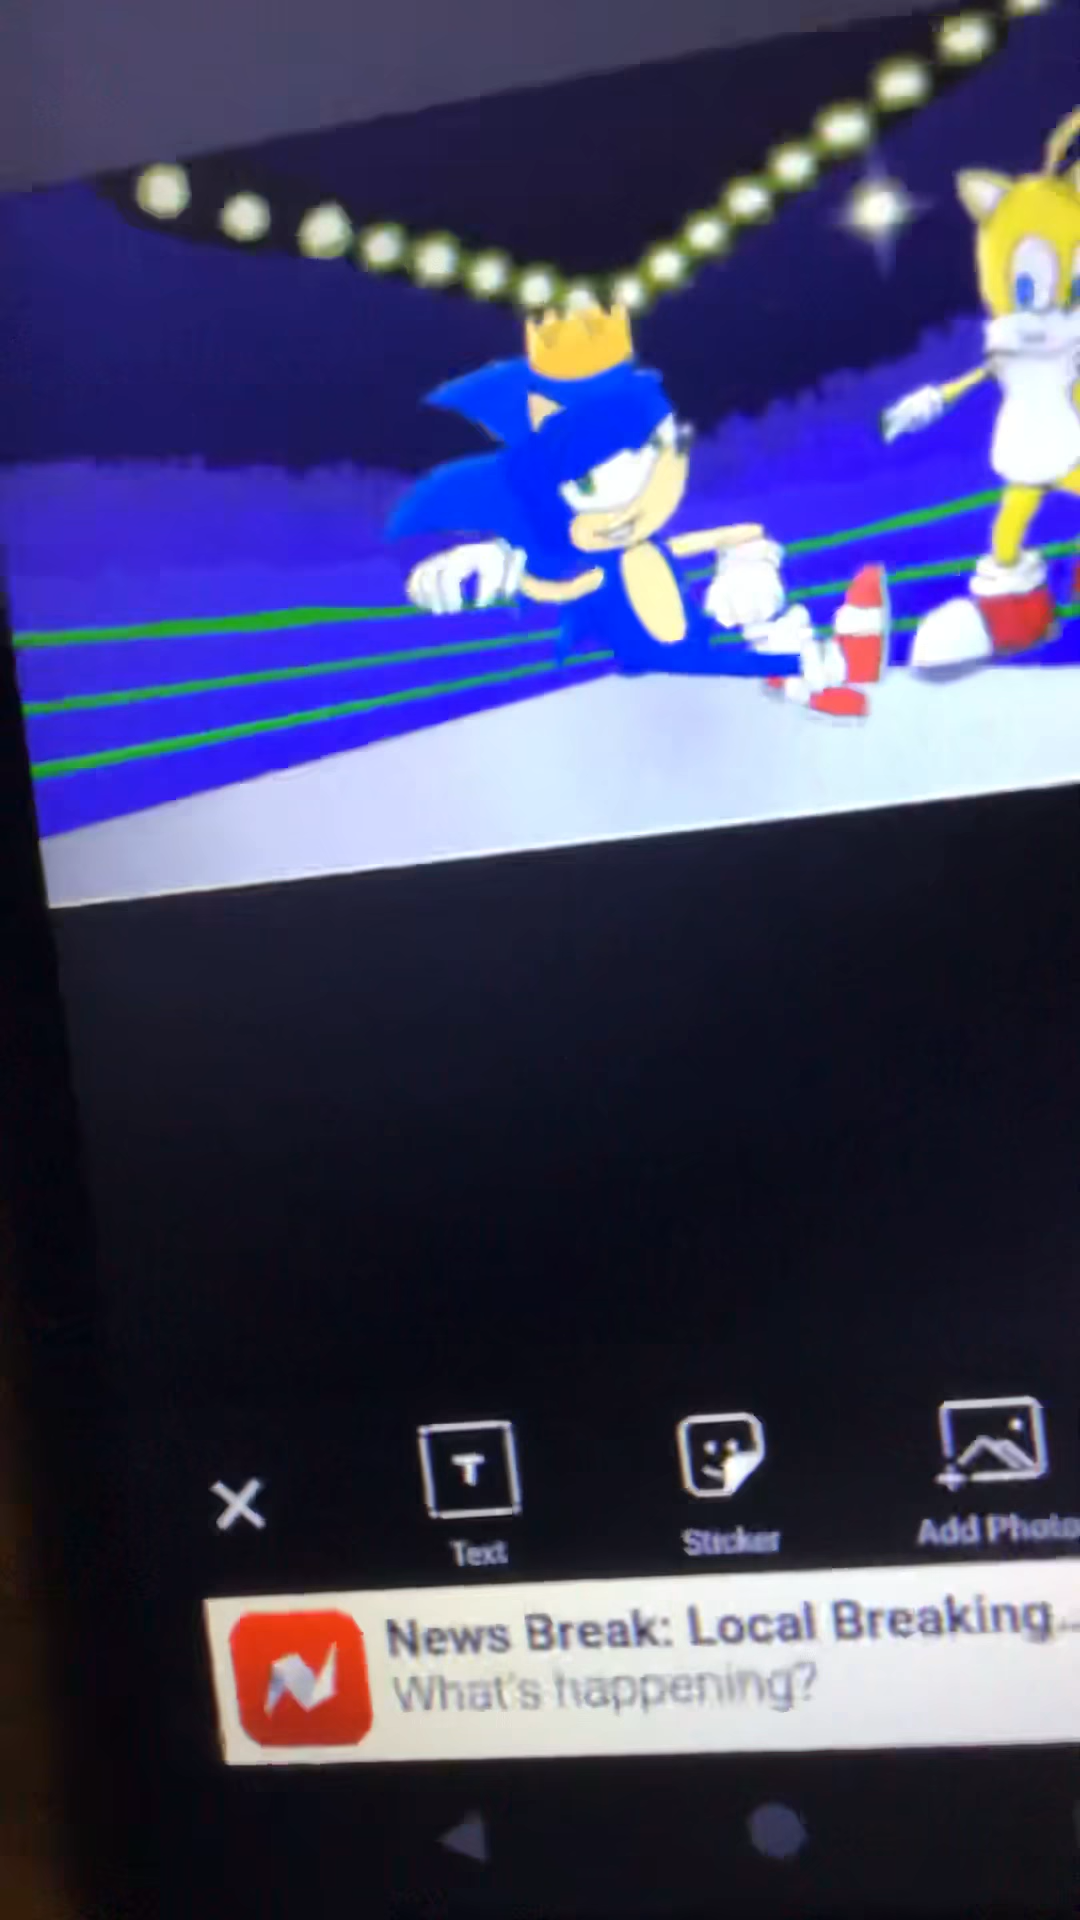 Text
Sticker
Add Photo
News Break: Local Breaking...
What's happening?